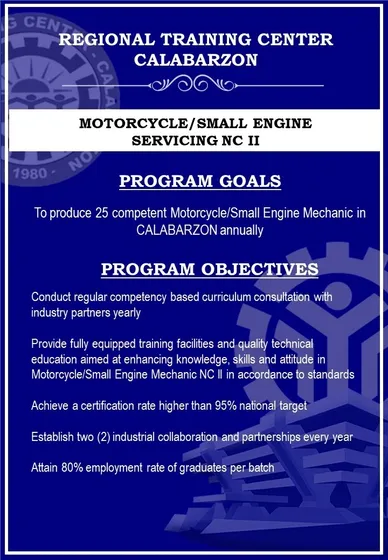 REGIONAL TRAINING CENTER
CALABARZON
MOTORCYCLE/SMALL ENGINE
SERVICING NC II
PROGRAM GOALS
To produce 25 competent Motorcycle/Small Engine Mechanic in
CALABARZON annually
PROGRAM OBJECTIVES
Conduct regular competency based curriculum consultation with
industry partners yearly
Provide fully equipped training facilities and quality technical
education aimed at enhancing knowledge, skills and attitude in
Motorcycle/Small Engine Mechanic NC II in accordance to standards
Achieve a certification rate higher than 95% national target
Establish two (2) industrial collaboration and partnerships every year
Attain 80% employment rate of graduates per batch
1980